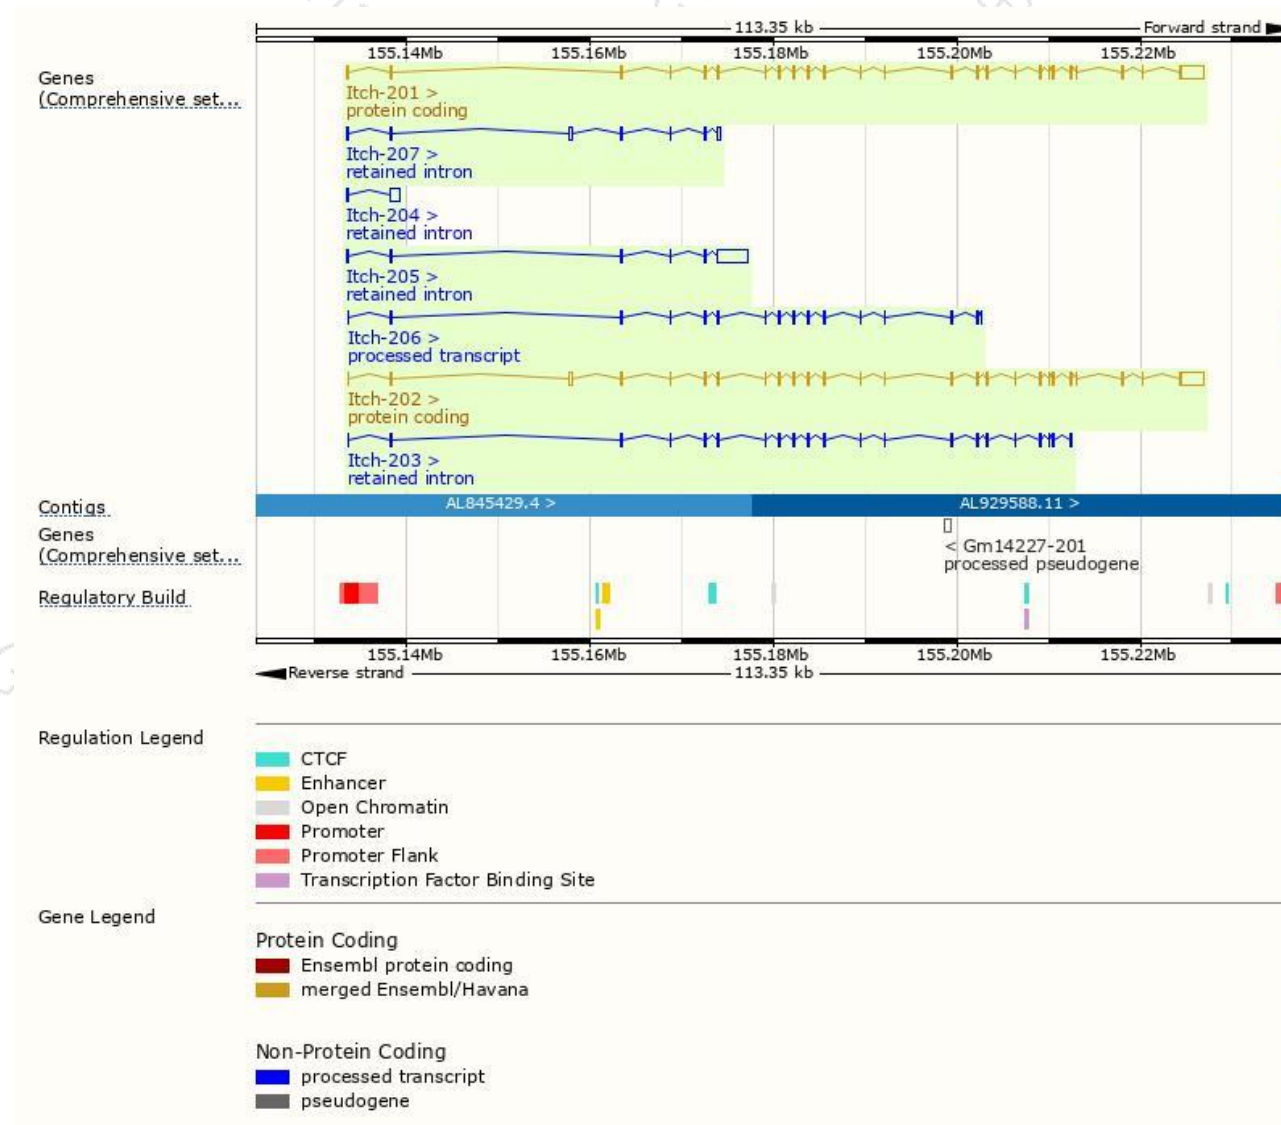 113.35 kb
Forward strand
155.14Mb 155.16Mb 155.18Mb 155.20Mb 155.22Mb
Genes
(Comprehensive set...
Itch-201 >
protein coding
Itch-207 >
retained intron
Itch-204 >
retained intron
Itch-205 >
retained intron
Itch-206 >
processed transcript
Itch-202 >
protein coding
Itch-203 >
retained intron
Contigs
AL845429.4 > AL929588.11 >
Genes
(Comprehensive set...
< Gm14227-201
processed pseudogene
Regulatory Build
155.14Mb 155.16Mb 155.18Mb 155.20Mb 155.22Mb
Reverse strand
113.35 kb
Regulation Legend
CTCF
Enhancer
Open Chromatin
Promoter
Promoter Flank
Transcription Factor Binding Site
Gene Legend
Protein Coding
Ensembl protein coding
merged Ensembl/Havana
Non-Protein Coding
processed transcript
pseudogene